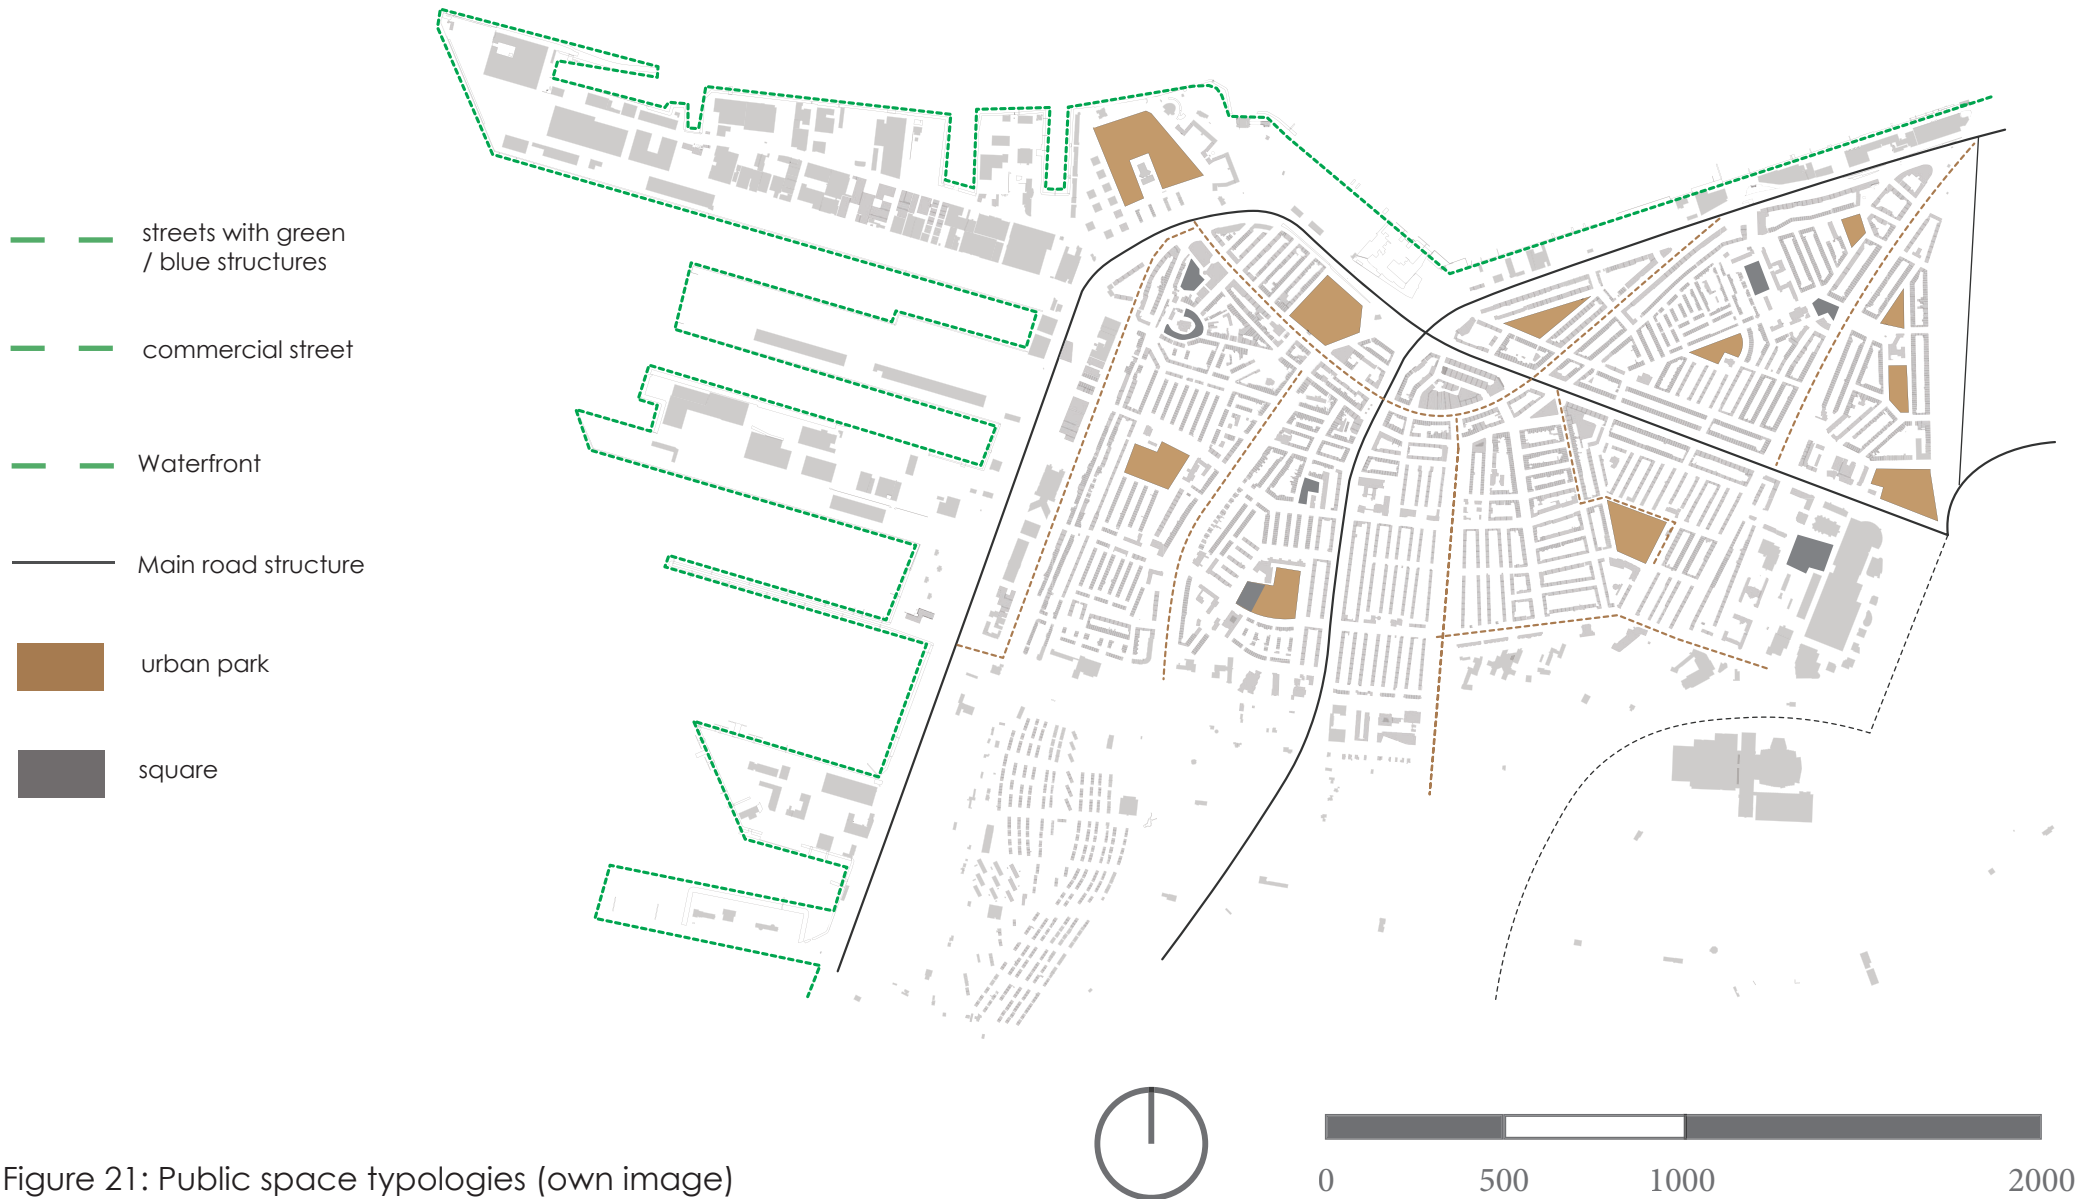 streets with green
/ blue structures
commercial street
Waterfront
Main road structure
urban park
square
0 500 1000 2000
Figure 21: Public space typologies (own image)